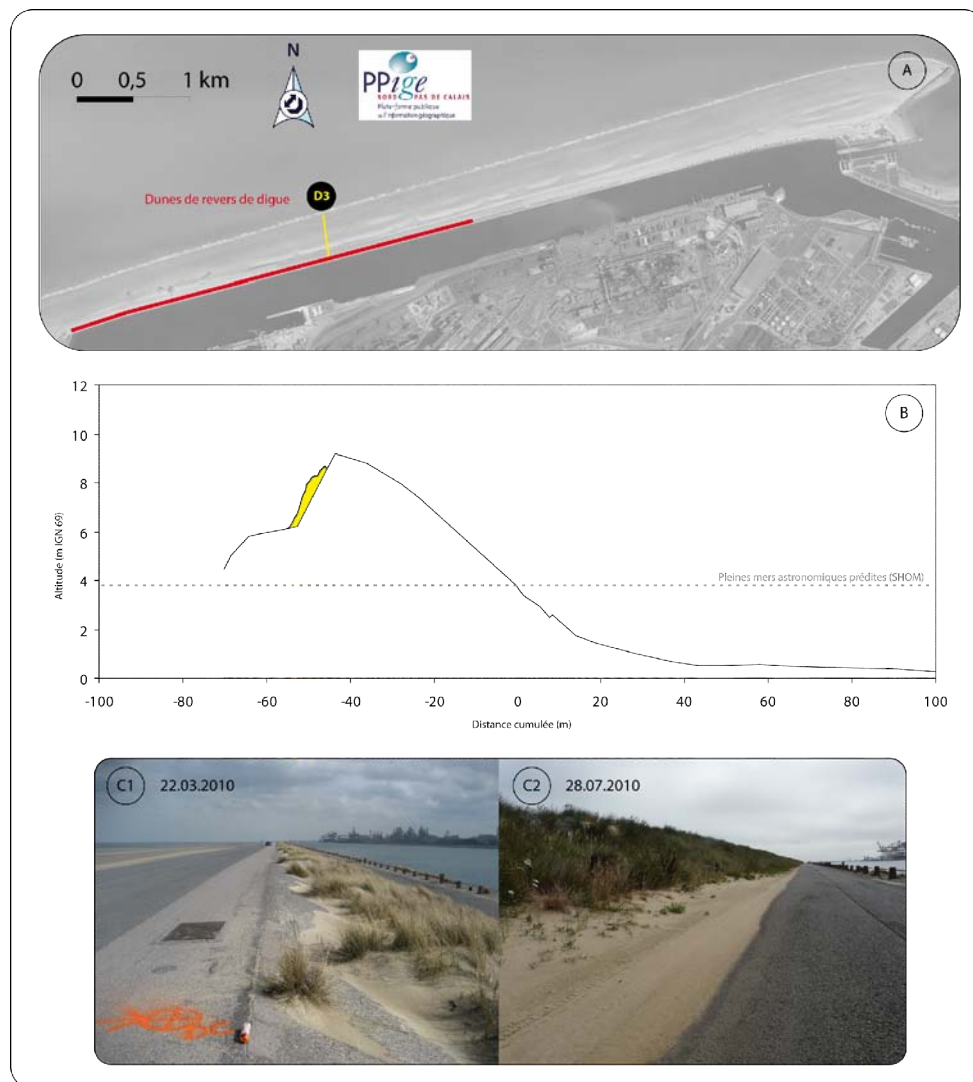 N
0 0,5 1 km
PPige
NORD PAS DE CALAIS
Plate-forme publique
de l'information géographique
A
D3
Dunes de revers de digue
B
12
10
8
6
4
2
0
Altitude (m IGN 69)
Pleines mers astronomiques prédites (SHOM)
-100 -80 -60 -40 -20 0 20 40 60 80 100
Distance cumulée (m)
C1 22.03.2010
C2 28.07.2010